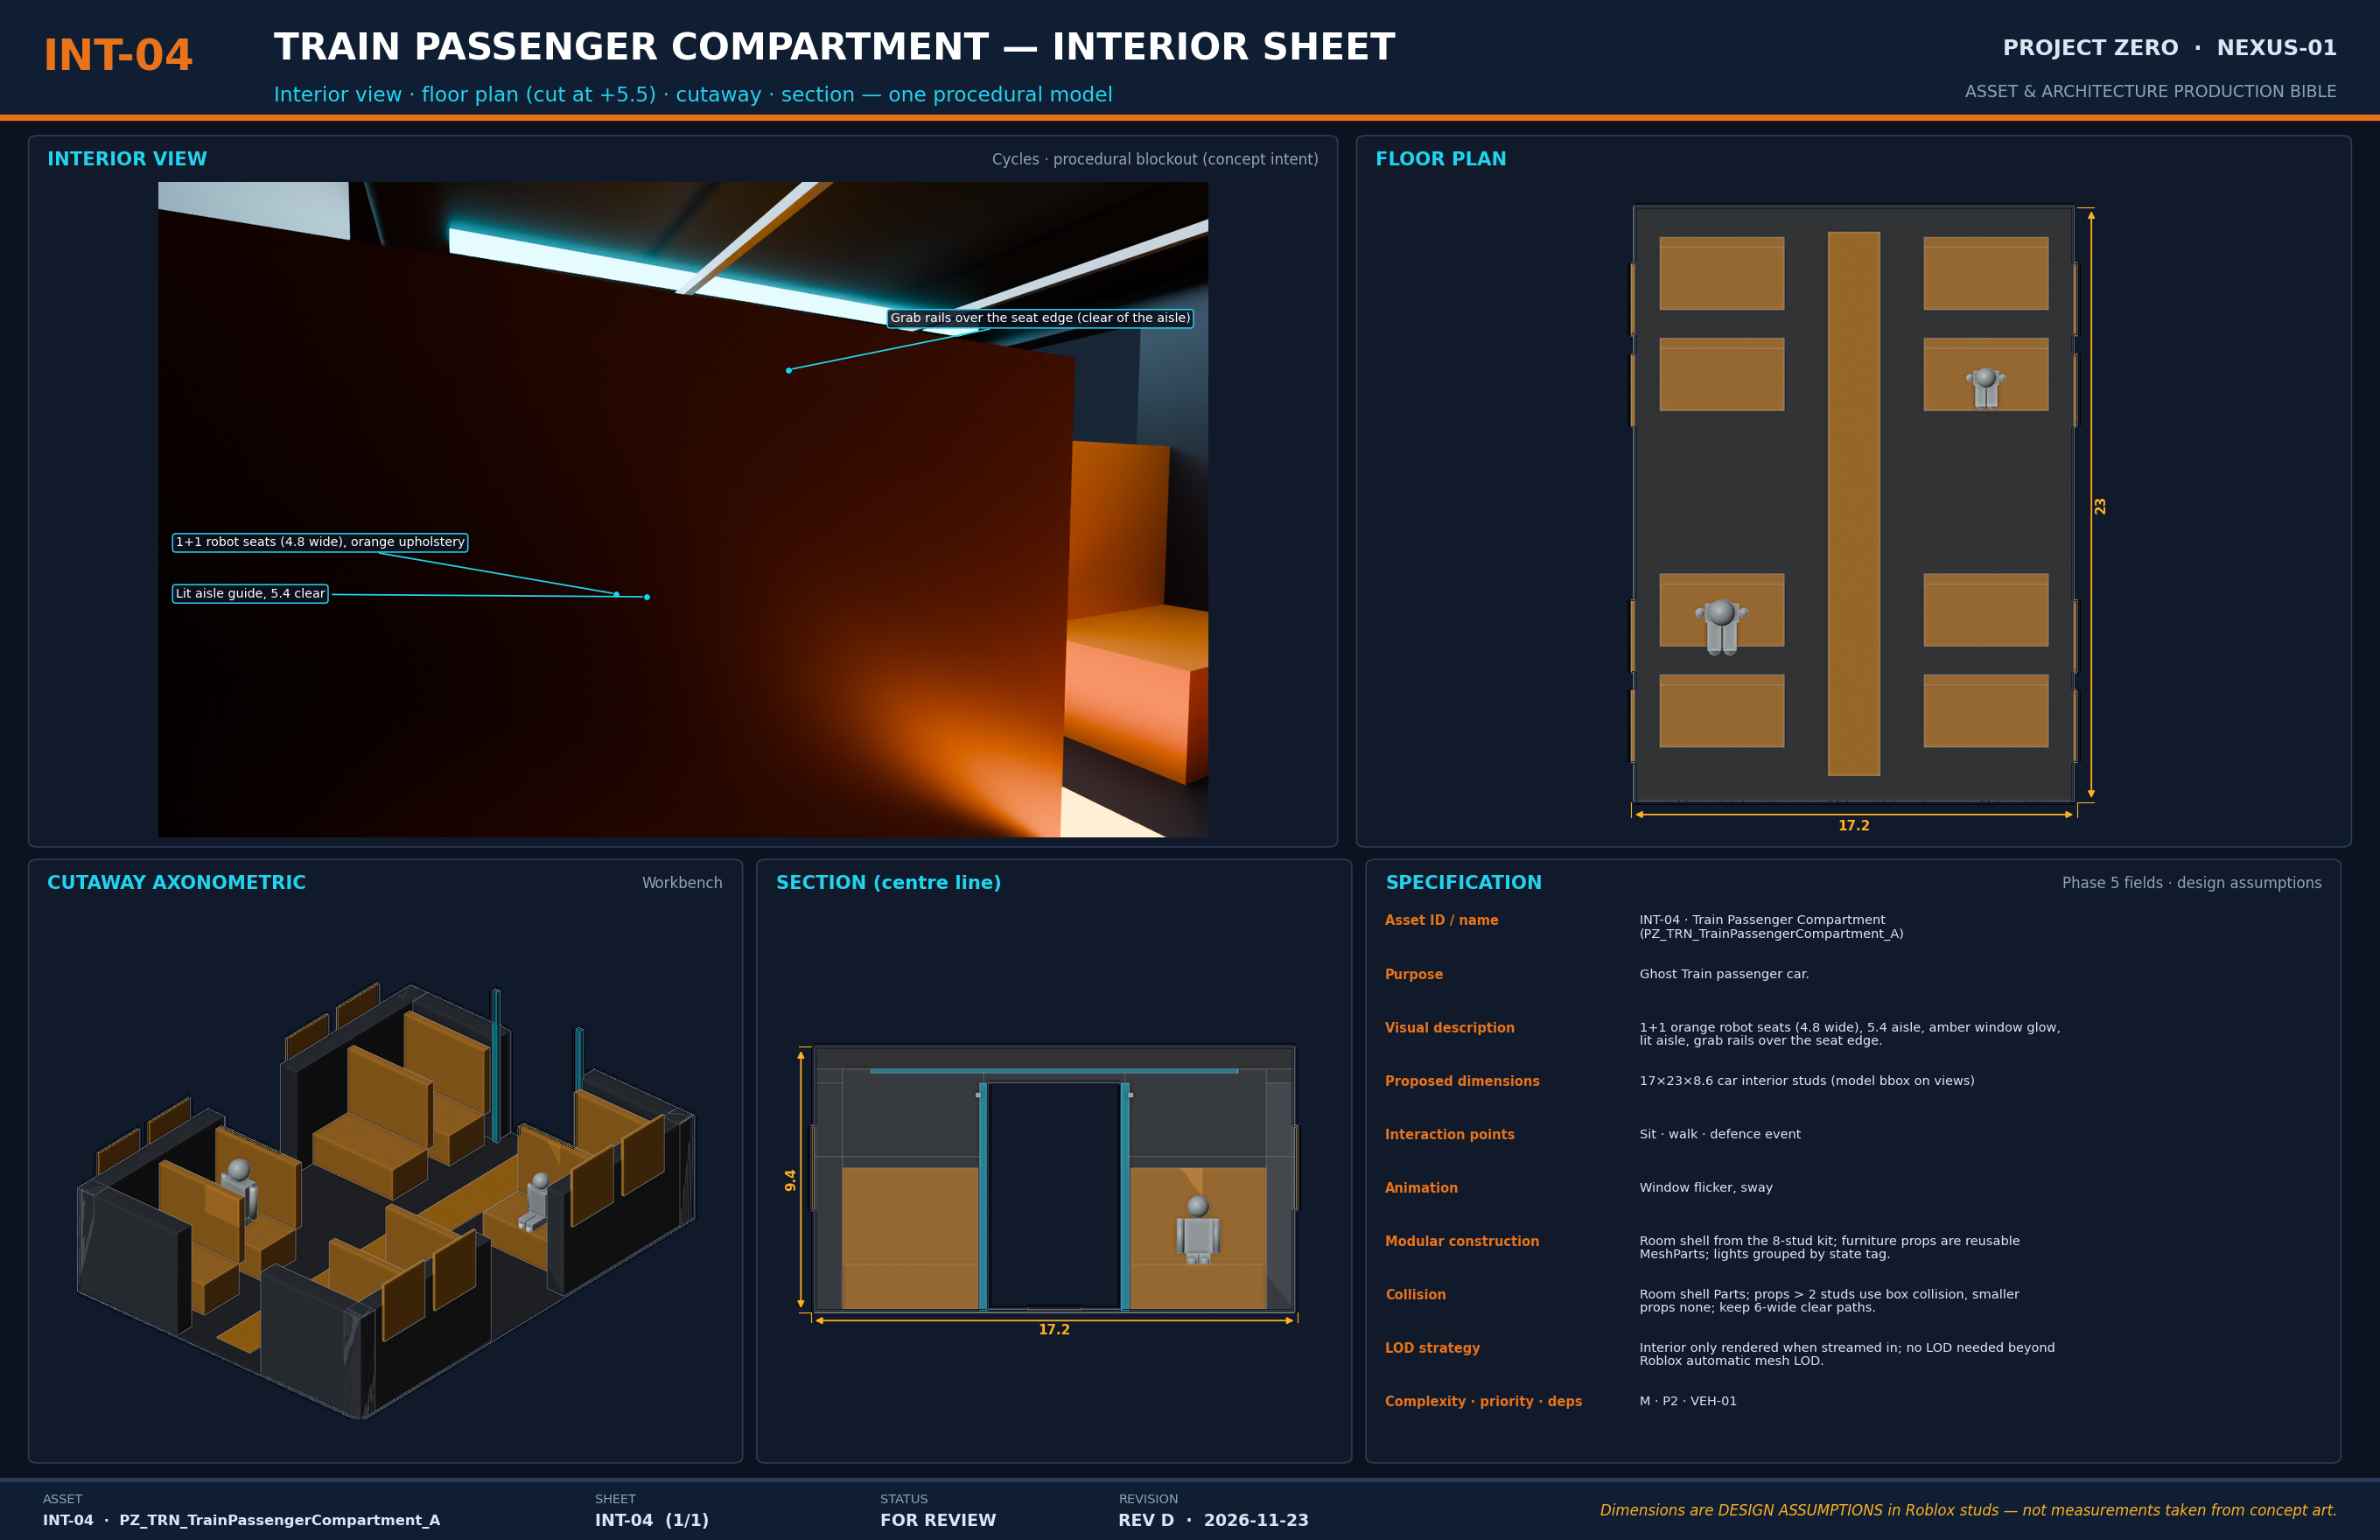 INT-04
TRAIN PASSENGER COMPARTMENT — INTERIOR SHEET
Interior view · floor plan (cut at +5.5) · cutaway · section — one procedural model
PROJECT ZERO · NEXUS-01
ASSET & ARCHITECTURE PRODUCTION BIBLE
INTERIOR VIEW
Cycles · procedural blockout (concept intent)
Grab rails over the seat edge (clear of the aisle)
1+1 robot seats (4.8 wide), orange upholstery
Lit aisle guide, 5.4 clear
FLOOR PLAN
23
17.2
CUTAWAY AXONOMETRIC
Workbench
SECTION (centre line)
9.4
17.2
SPECIFICATION
Phase 5 fields · design assumptions
Asset ID / name
INT-04 · Train Passenger Compartment
(PZ_TRN_TrainPassengerCompartment_A)
Purpose
Ghost Train passenger car.
Visual description
1+1 orange robot seats (4.8 wide), 5.4 aisle, amber window glow,
lit aisle, grab rails over the seat edge.
Proposed dimensions
17×23×8.6 car interior studs (model bbox on views)
Interaction points
Sit · walk · defence event
Animation
Window flicker, sway
Modular construction
Room shell from the 8-stud kit; furniture props are reusable
MeshParts; lights grouped by state tag.
Collision
Room shell Parts; props > 2 studs use box collision, smaller
props none; keep 6-wide clear paths.
LOD strategy
Interior only rendered when streamed in; no LOD needed beyond
Roblox automatic mesh LOD.
Complexity · priority · deps
M · P2 · VEH-01
ASSET
INT-04 · PZ_TRN_TrainPassengerCompartment_A
SHEET
INT-04 (1/1)
STATUS
FOR REVIEW
REVISION
REV D · 2026-11-23
Dimensions are DESIGN ASSUMPTIONS in Roblox studs — not measurements taken from concept art.